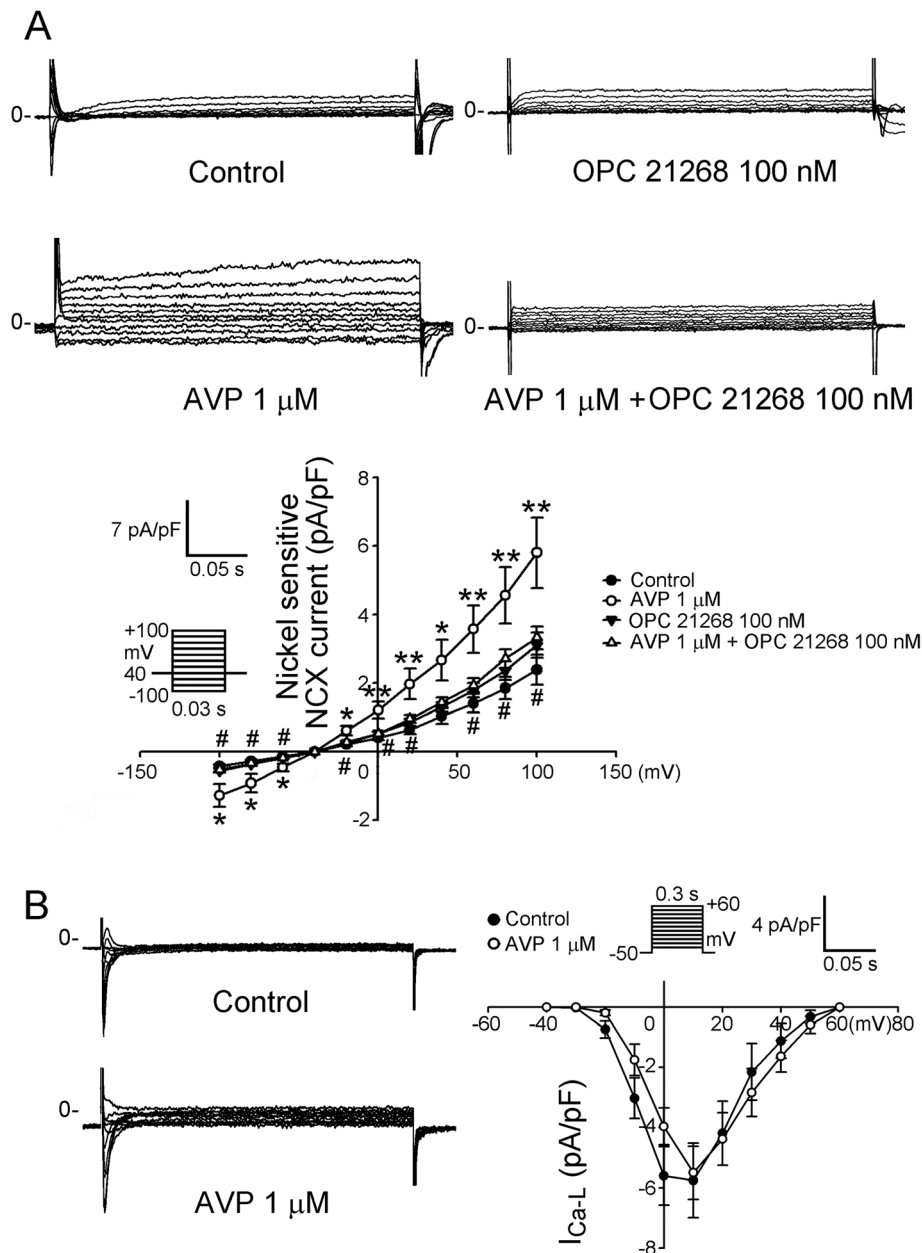 A
0-
Control
0-
OPC 21268 100 nM
0-
AVP 1 μM
0-
AVP 1 μM +OPC 21268 100 nM
7 pA/pF
0.05 s
+100
mV
40
-100
0.03 s
Nickel sensitive
NCX current (pA/pF)
8
6
4
2
0
-2
-150
50
100
150 (mV)
** ** ** ** * ** ** *
# # # # # # # # #
* * *
Control
AVP 1 μM
OPC 21268 100 nM
AVP 1 μM + OPC 21268 100 nM
B
0-
Control
0-
AVP 1 μM
Control
AVP 1 μM
0.3 s
+60
mV
-50
4 pA/pF
0.05 s
-60
-40
-20
0
20
40
60
(mV)
80
-2
-4
-6
-8
ICa-L (pA/pF)